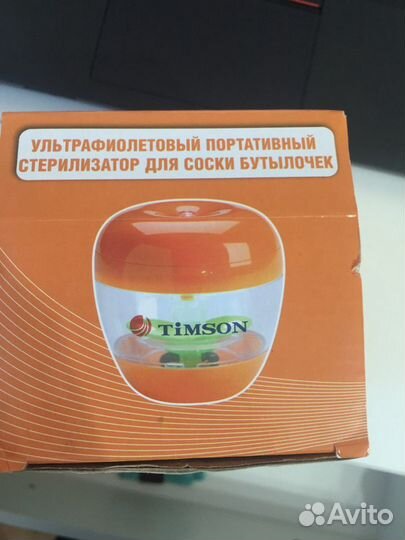 УЛЬТРАФИОЛЕТОВЫЙ ПОРТАТИВНЫЙ
СТЕРИЛИЗАТОР ДЛЯ СОСКИ БУТЫЛОЧЕК
TiMSON
Avito